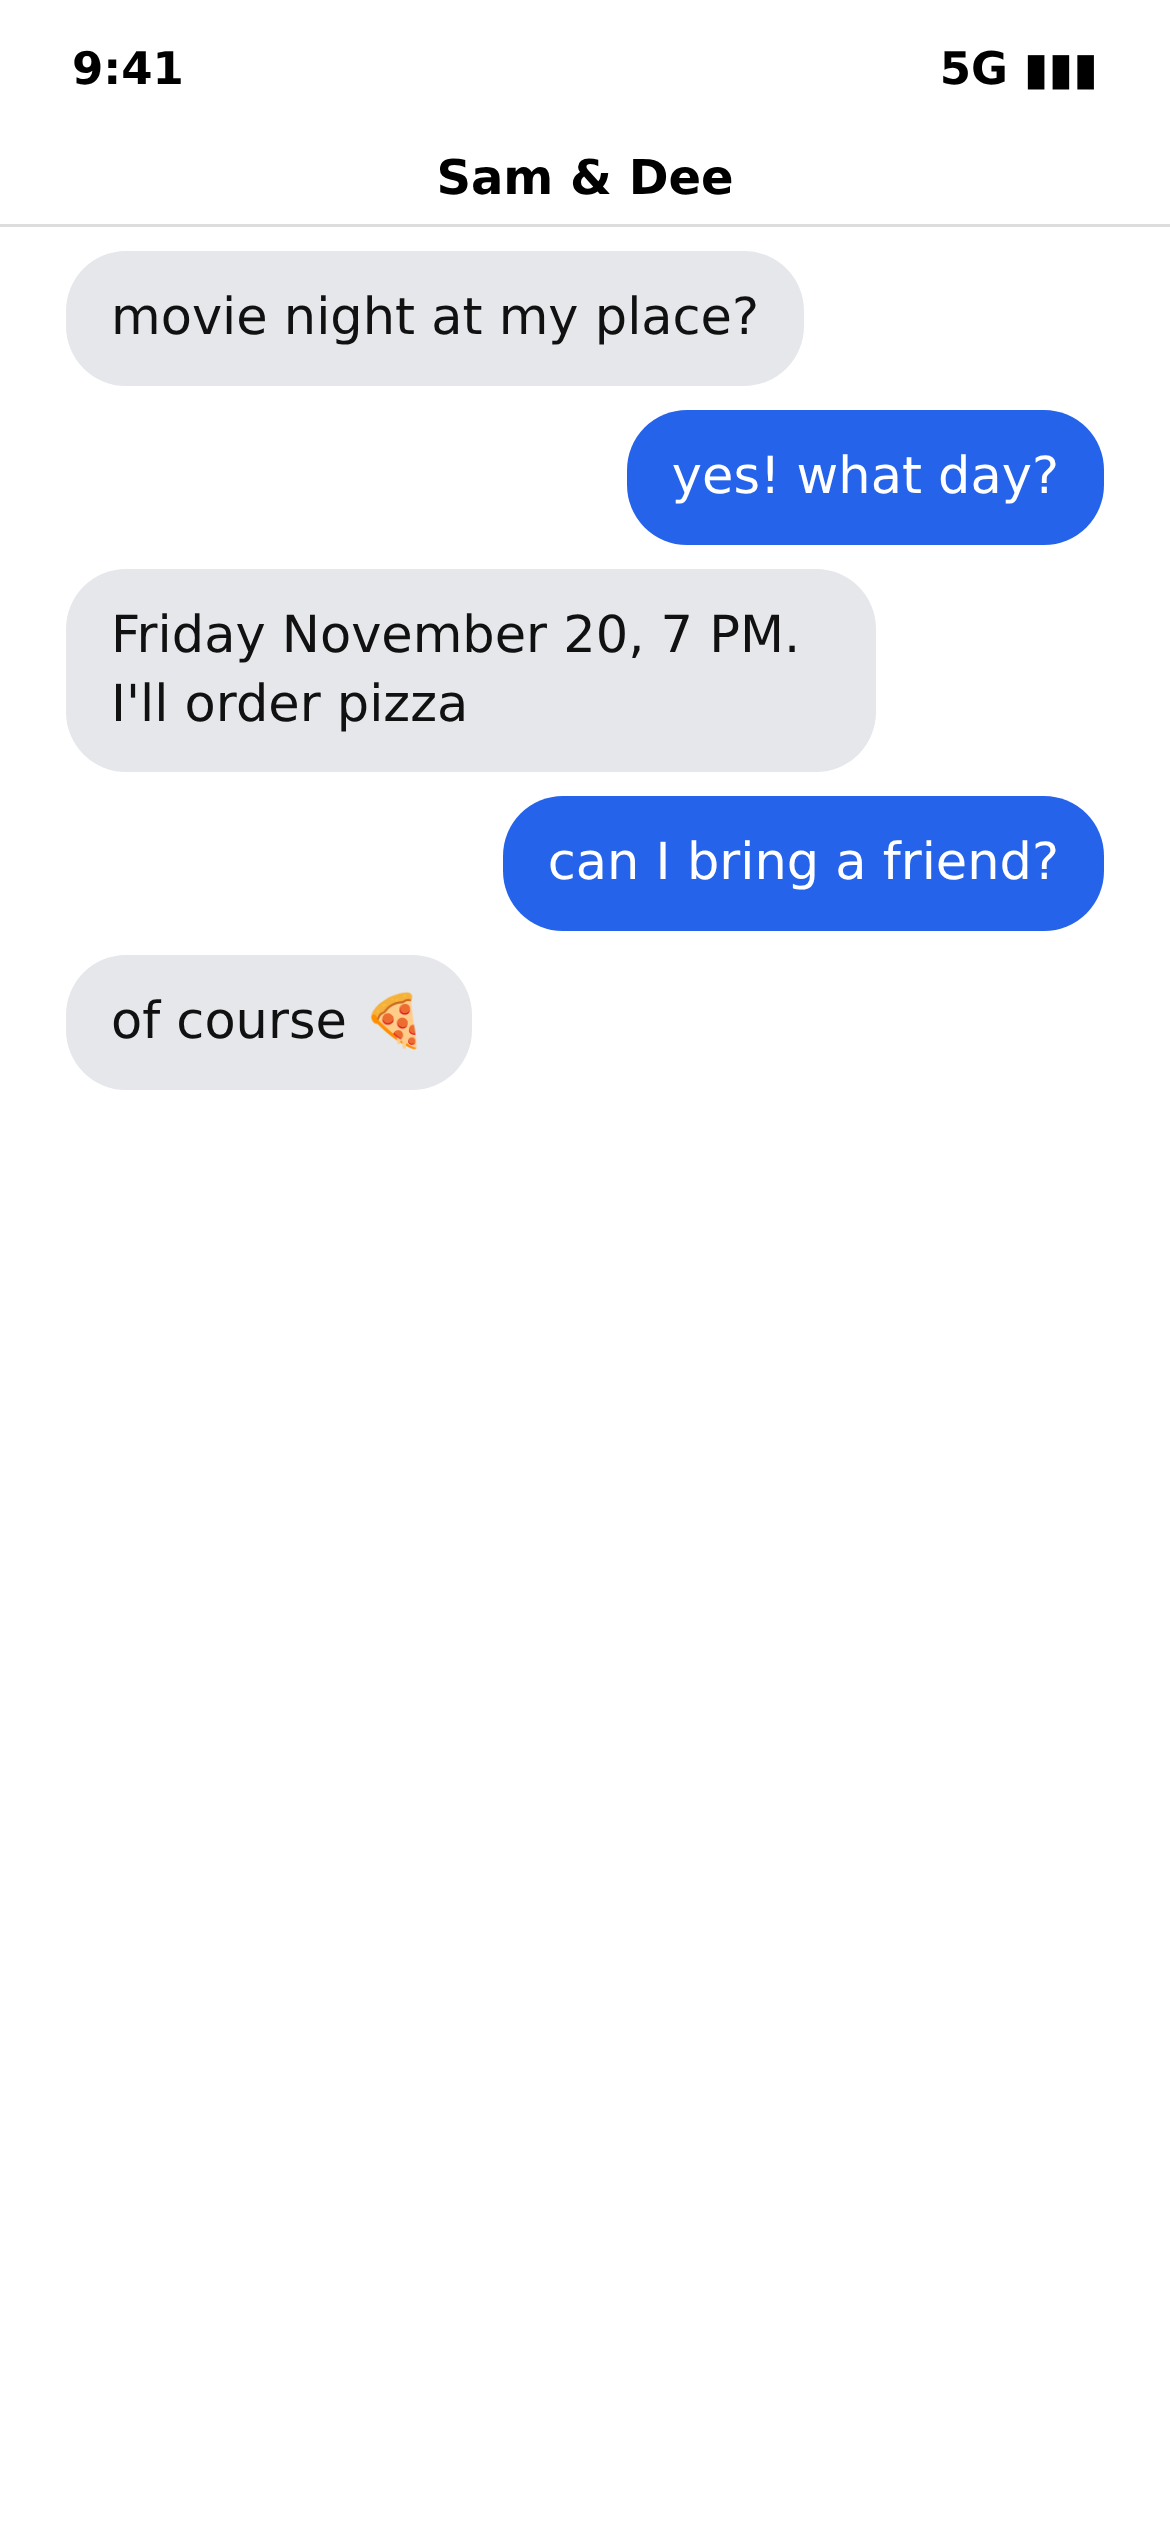 9:41 5G ▮▮▮
Sam & Dee
movie night at my place?
yes! what day?
Friday November 20, 7 PM.
I'll order pizza
can I bring a friend?
of course 🍕